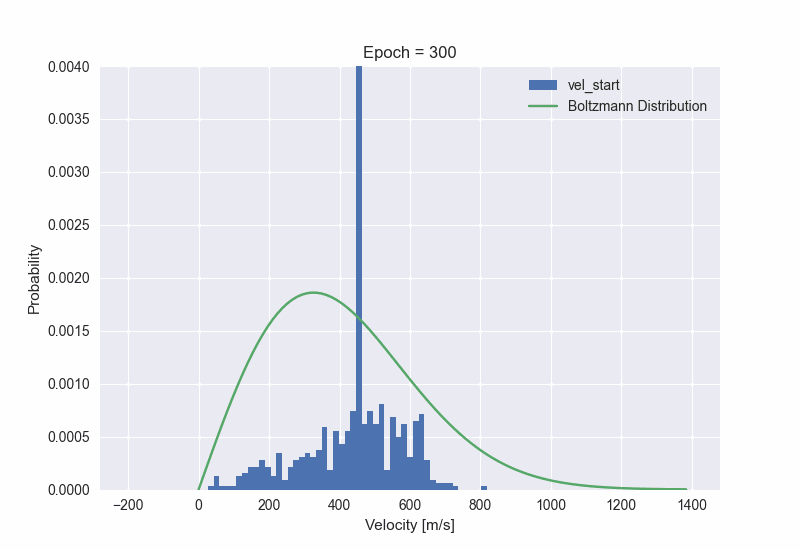 Epoch = 300
vel_start
Boltzmann Distribution
0.0040
0.0035
0.0030
0.0025
0.0020
0.0015
0.0010
0.0005
0.0000
Probability
−200 0 200 400 600 800 1000 1200 1400
Velocity [m/s]